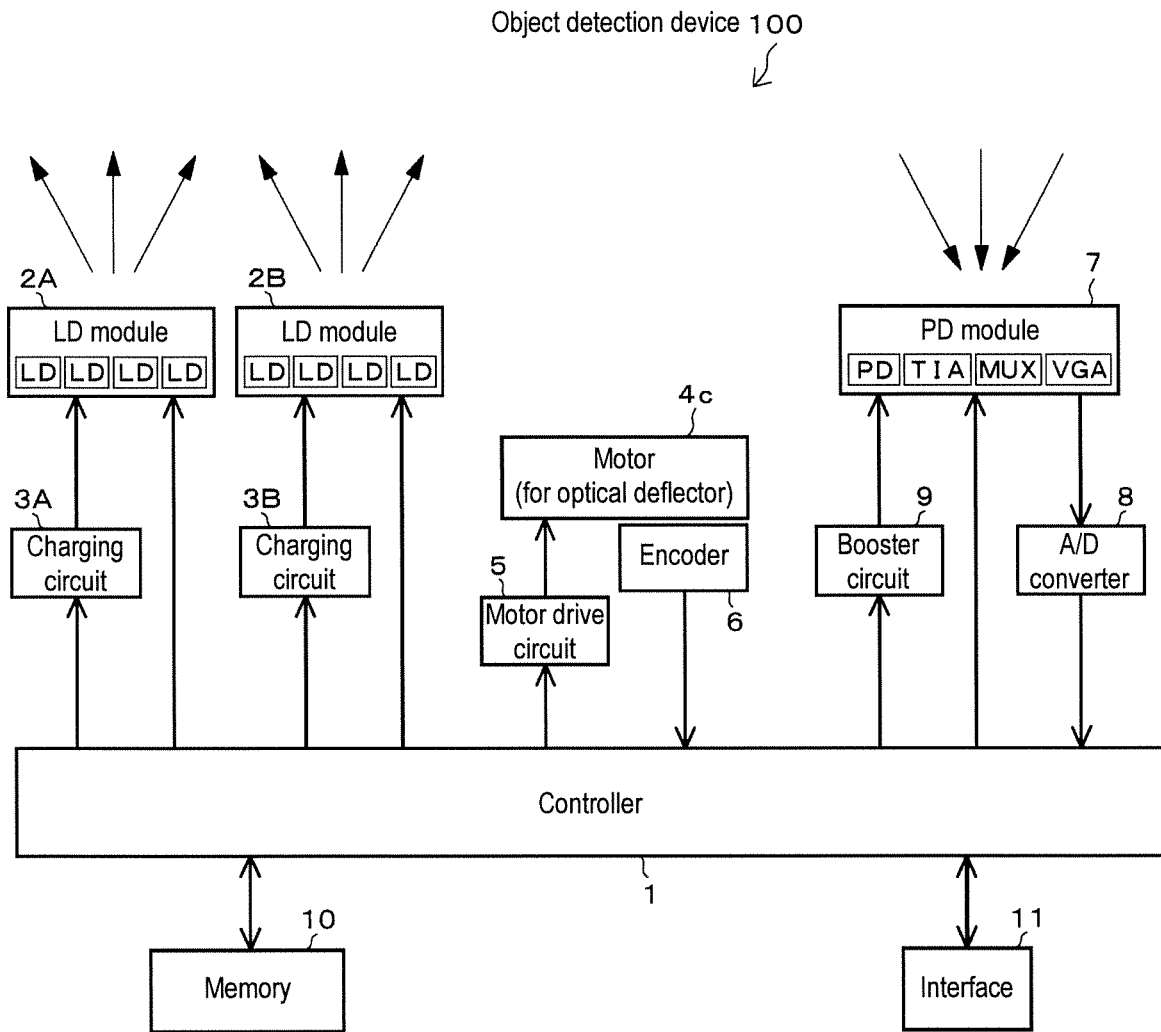 Object detection device 100
2A
LD module
LD LD LD LD
2B
LD module
LD LD LD LD
7
PD module
PD TIA MUX VGA
4c
Motor
(for optical deflector)
3A
Charging
circuit
3B
Charging
circuit
5
Motor drive
circuit
Encoder
6
9
Booster
circuit
8
A/D
converter
Controller
1
10
Memory
11
Interface